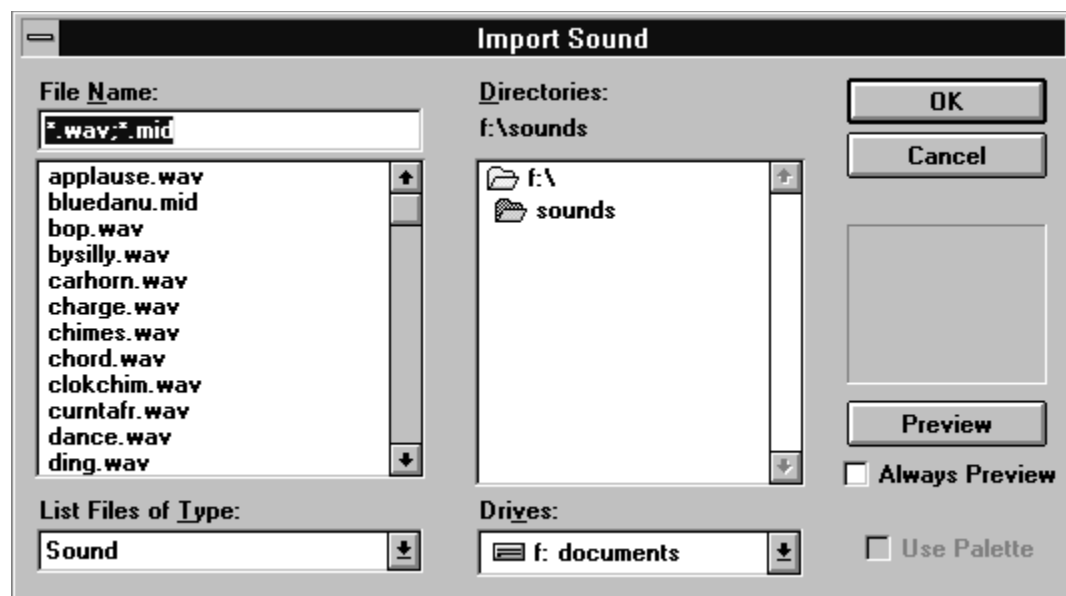 Import Sound
File Name:
*.wav;*.mid
applause.wav
bluedanu.mid
bop.wav
bysilly.wav
carhorn.wav
charge.wav
chimes.wav
chord.wav
clokchim.wav
curntafr.wav
dance.wav
ding.wav
List Files of Type:
Sound
Directories:
f:\sounds
f:\
sounds
Drives:
f: documents
OK
Cancel
Preview
Always Preview
Use Palette